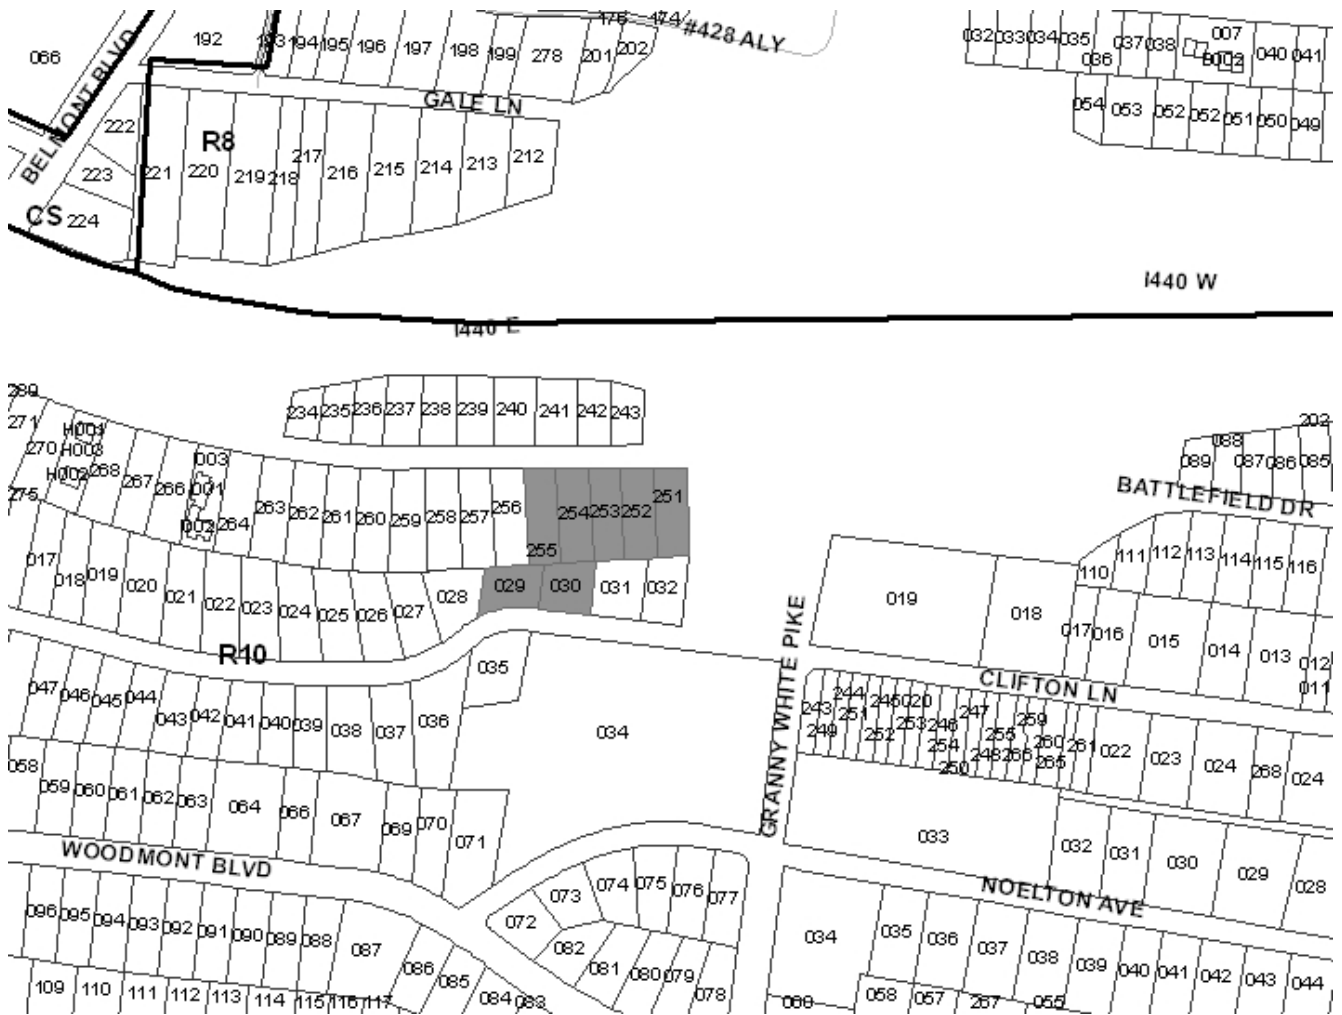 176 174
#428 ALY
066 192 193 194 195 196 197 198 199 278 201 202
032 033 034 035 036 037 038 007 B002 040 041
BELMONT BLVD
GALE LN
054 053 052 052 051 050 049
222 R8
223 221 220 219 218 217 216 215 214 213 212
CS 224
I440 W
I440 E
289
271 234 235 236 237 238 239 240 241 242 243
H001
270 H003
H002 268 267 266 003 001 002 264 263 262 261 260 259 258 257 256 255 254 253 252 251
275
202
089 088 087 086 085
BATTLEFIELD DR
110 111 112 113 114 115 116
017 018 019 020 021 022 023 024 025 026 027 028 029 030 031 032
R10
019 018 017 016 015 014 013 012
011
GRANNY WHITE PIKE
CLIFTON LN
035
047 046 045 044 043 042 041 040 039 038 037 036 034
243 244 245 020 247 259
249 251 252 253 246 255 260 261 022 023 024 268 024
254 248 266 265
250
058 059 060 061 062 063 064 066 067 069 070 071
033 032 031 030 029 028
WOODMONT BLVD
NOELTON AVE
072 073 074 075 076 077
096 095 094 093 092 091 090 089 088 087 086 085 084 083
082 081 080 079 078
034 035 036 037 038 039 040 041 042 043 044
109 110 111 112 113 114 115 116 117
060 058 057 267 055